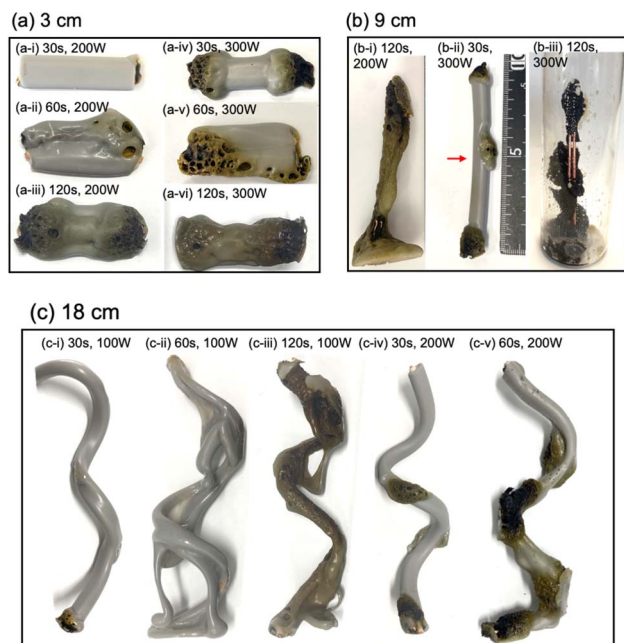 (a) 3 cm
(a-i) 30s, 200W
(a-iv) 30s, 300W
(a-ii) 60s, 200W
(a-v) 60s, 300W
(a-iii) 120s, 200W
(a-vi) 120s, 300W
(b) 9 cm
(b-i) 120s,
200W
(b-ii) 30s,
300W
(b-iii) 120s,
300W
5
(c) 18 cm
(c-i) 30s, 100W
(c-ii) 60s, 100W
(c-iii) 120s, 100W
(c-iv) 30s, 200W
(c-v) 60s, 200W